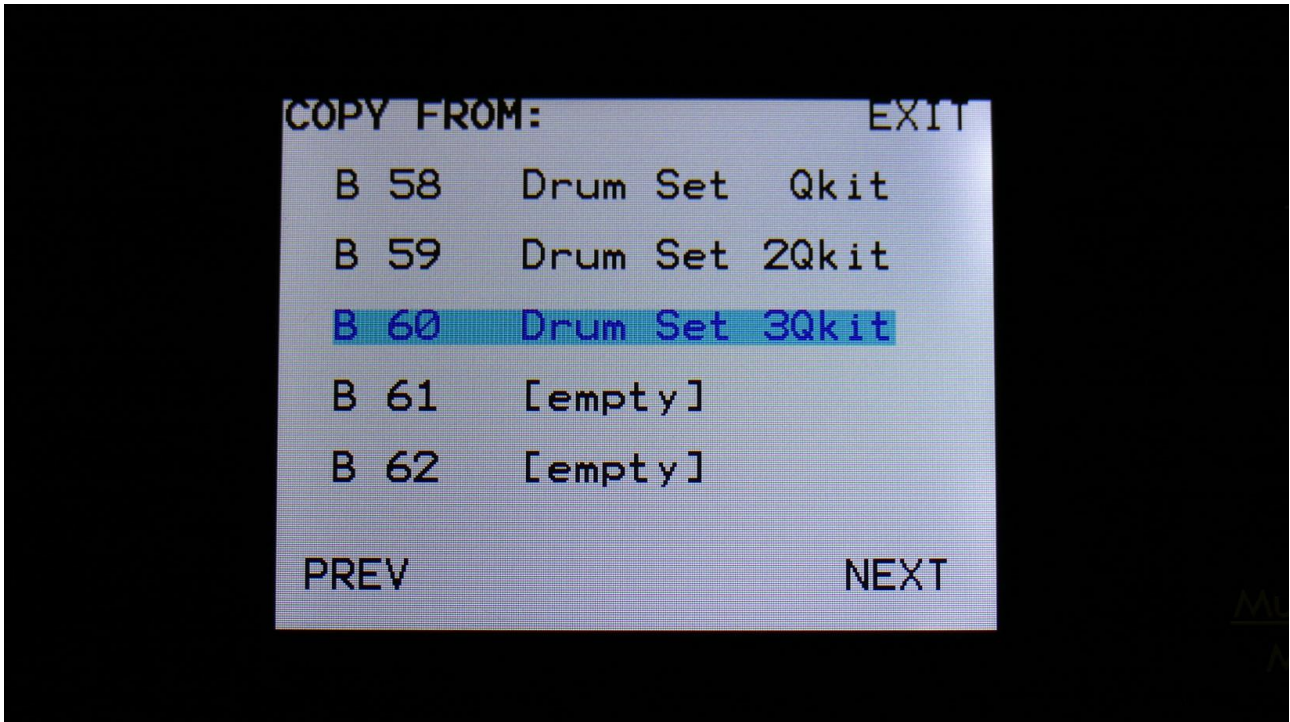 COPY FROM: EXIT
B 58 Drum Set Qkit
B 59 Drum Set 2Qkit
B 60 Drum Set 3Qkit
B 61 [empty]
B 62 [empty]
PREV NEXT